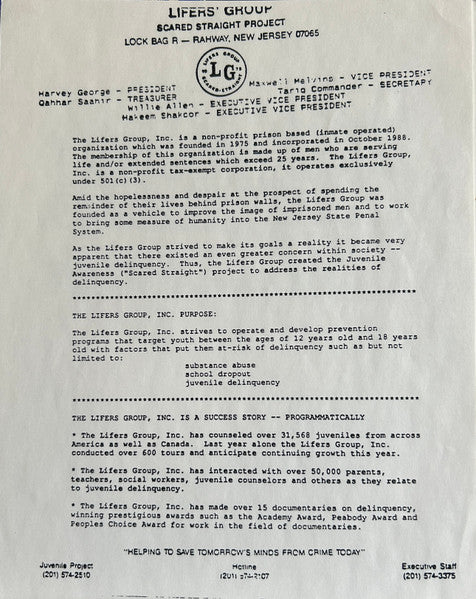 LIFERS' GROUP
SCARED STRAIGHT PROJECT
LOCK BAG R — RAHWAY, NEW JERSEY 07065
LIFERS GROUP
LG
SCARED-STRAIGHT
Harvey George - PRESIDENT
Maxwell Melvins - VICE PRESIDENT
Qahhar Saahir - TREASURER
Tariq Commander - SECRETARY
Willie Allen - EXECUTIVE VICE PRESIDENT
Hakeem Shakoor - EXECUTIVE VICE PRESIDENT
The Lifers Group, Inc. is a non-profit prison based (inmate operated)
organization which was founded in 1975 and incorporated in October 1988.
The membership of this organization is made up of men who are serving
life and/or extended sentences which exceed 25 years. The Lifers Group,
Inc. is a non-profit tax-exempt corporation, it operates exclusively
under 501(c)(3).
Amid the hopelessness and despair at the prospect of spending the
remainder of their lives behind prison walls, the Lifers Group was
founded as a vehicle to improve the image of imprisoned men and to work
to bring some measure of humanity into the New Jersey State Penal
System.
As the Lifers Group strived to make its goals a reality it became very
apparent that there existed an even greater concern within society --
juvenile delinquency. Thus, the Lifers Group created the Juvenile
Awareness ("Scared Straight") project to address the realities of
delinquency.
THE LIFERS GROUP, INC. PURPOSE:
The Lifers Group, Inc. strives to operate and develop prevention
programs that target youth between the ages of 12 years old and 18 years
old with factors that put them at-risk of delinquency such as but not
limited to:
substance abuse
school dropout
juvenile delinquency
THE LIFERS GROUP, INC. IS A SUCCESS STORY -- PROGRAMMATICALLY
* The Lifers Group, Inc. has counseled over 31,568 juveniles from across
America as well as Canada. Last year alone the Lifers Group, Inc.
conducted over 600 tours and anticipate continuing growth this year.
* The Lifers Group, Inc. has interacted with over 50,000 parents,
teachers, social workers, juvenile counselors and others as they relate
to juvenile delinquency.
* The Lifers Group, Inc. has made over 15 documentaries on delinquency,
winning prestigious awards such as the Academy Award, Peabody Award and
Peoples Choice Award for work in the field of documentaries.
"HELPING TO SAVE TOMORROW'S MINDS FROM CRIME TODAY"
Juvenile Project
Hotline
Executive Staff
(201) 574-2510
(201)
(201) 574-3375